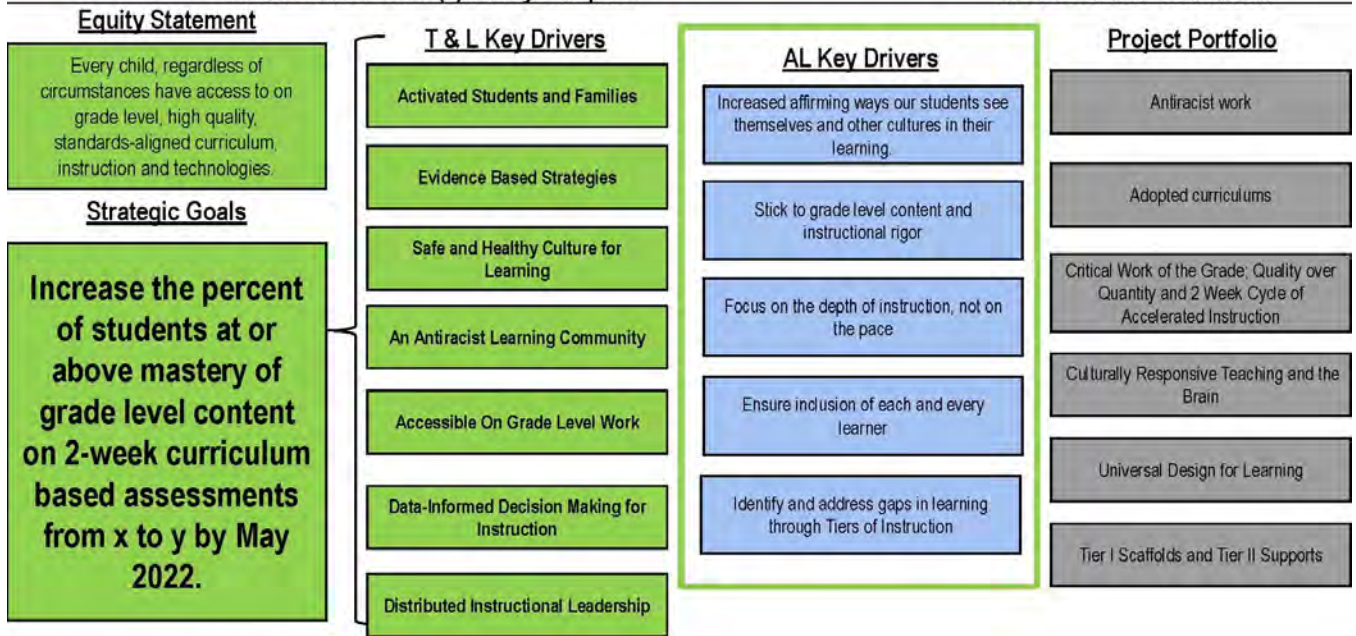 Equity Statement
Every child, regardless of
circumstances have access to on
grade level, high quality,
standards-aligned curriculum,
instruction and technologies.
Strategic Goals
Increase the percent
of students at or
above mastery of
grade level content
on 2-week curriculum
based assessments
from x to y by May
2022.
T & L Key Drivers
Activated Students and Families
Evidence Based Strategies
Safe and Healthy Culture for
Learning
An Antiracist Learning Community
Accessible On Grade Level Work
Data-Informed Decision Making for
Instruction
Distributed Instructional Leadership
AL Key Drivers
Increased affirming ways our students see
themselves and other cultures in their
learning.
Stick to grade level content and
instructional rigor
Focus on the depth of instruction, not on
the pace
Ensure inclusion of each and every
learner
Identify and address gaps in learning
through Tiers of Instruction
Project Portfolio
Antiracist work
Adopted curriculums
Critical Work of the Grade; Quality over
Quantity and 2 Week Cycle of
Accelerated Instruction
Culturally Responsive Teaching and the
Brain
Universal Design for Learning
Tier I Scaffolds and Tier II Supports